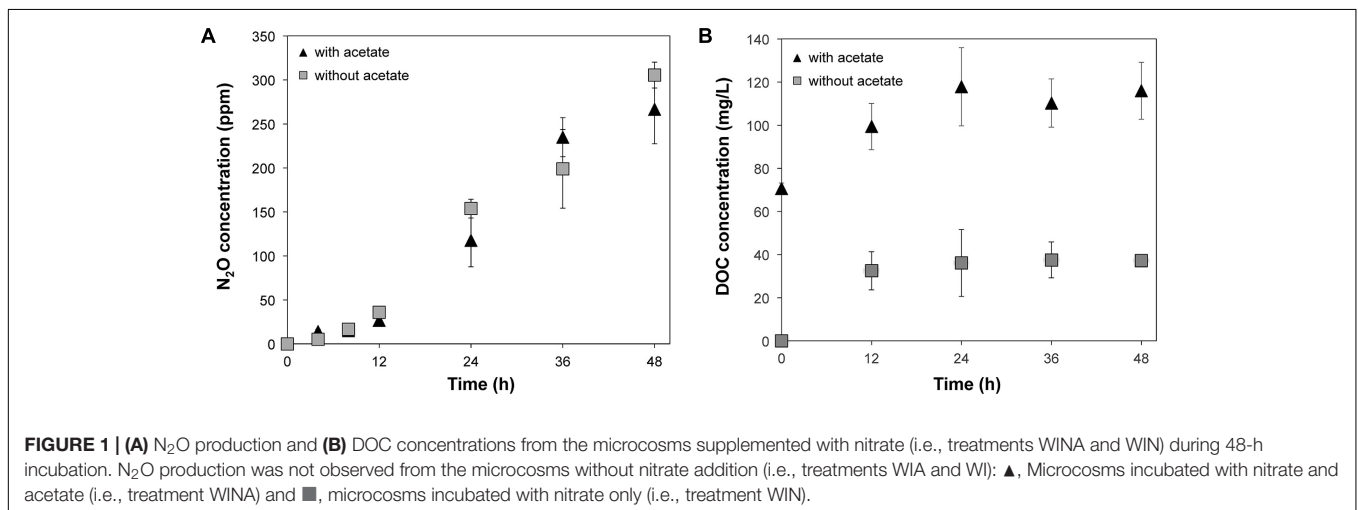 A
350
300
250
200
150
100
50
0
0
12
24
36
48
N₂O concentration (ppm)
Time (h)
▲ with acetate
■ without acetate
B
140
120
100
80
60
40
20
0
0
12
24
36
48
DOC concentration (mg/L)
Time (h)
▲ with acetate
■ without acetate
FIGURE 1 | (A) N₂O production and (B) DOC concentrations from the microcosms supplemented with nitrate (i.e., treatments WINA and WIN) during 48-h
incubation. N₂O production was not observed from the microcosms without nitrate addition (i.e., treatments WIA and WI): ▲, Microcosms incubated with nitrate and
acetate (i.e., treatment WINA) and ■, microcosms incubated with nitrate only (i.e., treatment WIN).